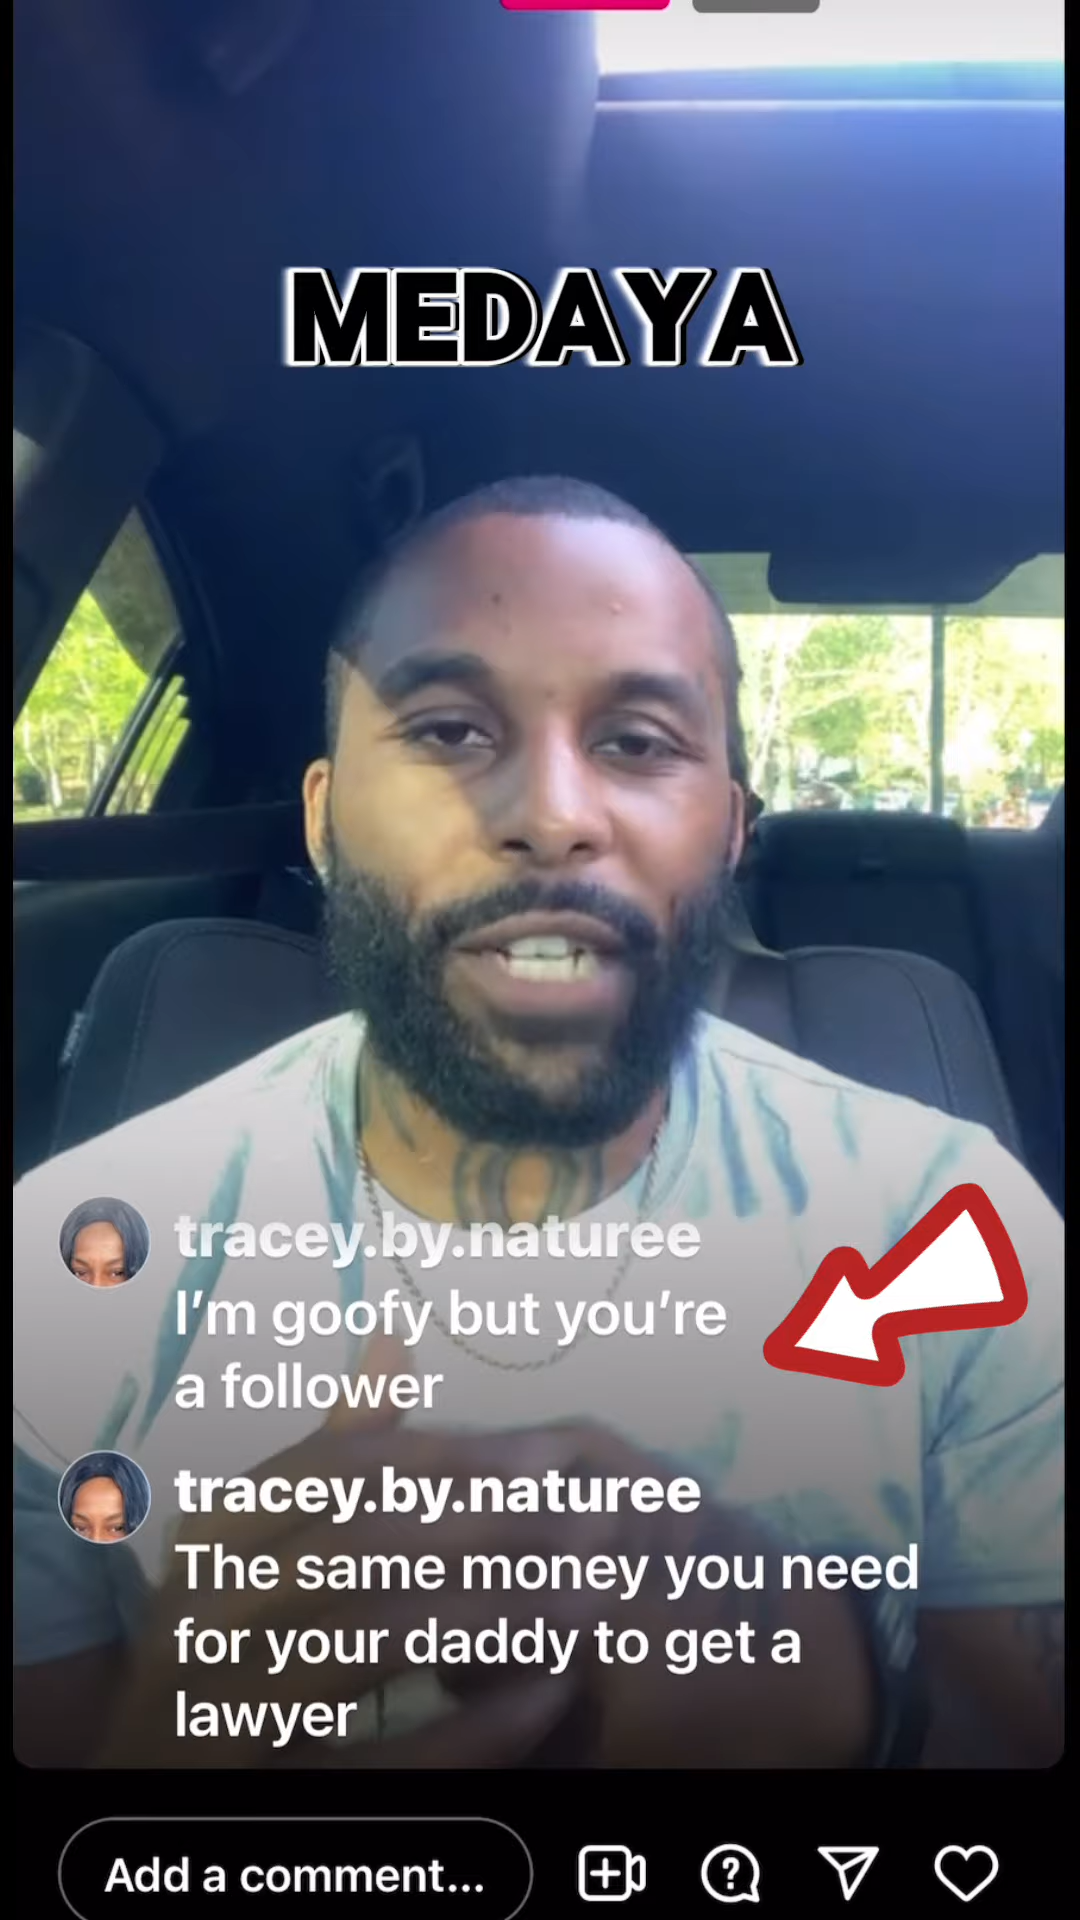 MEDAYA
tracey.by.naturee
I’m goofy but you’re
a follower
tracey.by.naturee
The same money you need
for your daddy to get a
lawyer
Add a comment...